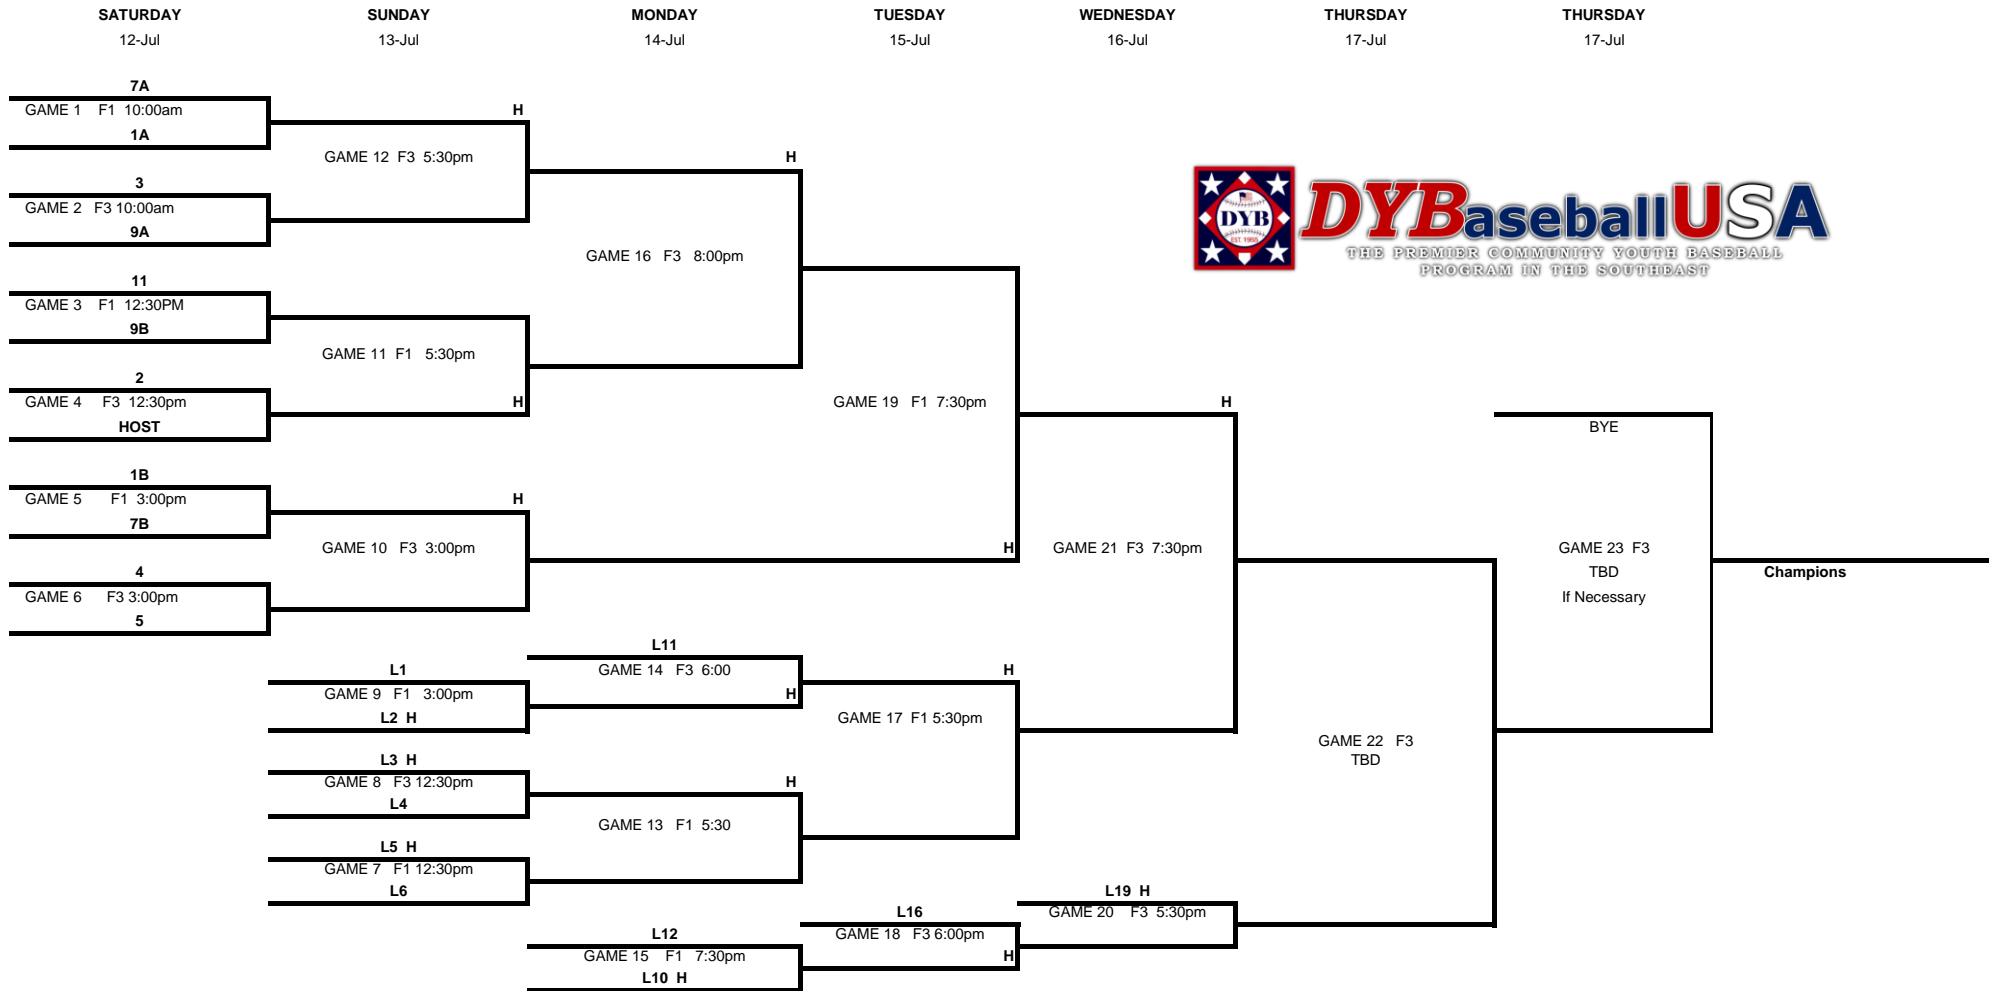 SATURDAY SUNDAY MONDAY TUESDAY WEDNESDAY THURSDAY THURSDAY
12-Jul 13-Jul 14-Jul 15-Jul 16-Jul 17-Jul 17-Jul
7A
GAME 1 F1 10:00am H
1A
GAME 12 F3 5:30pm H
3
GAME 2 F3 10:00am
9A
GAME 16 F3 8:00pm
DYB
EST. 1955
DYBaseball USA
THE PREMIER COMMUNITY YOUTH BASEBALL
PROGRAM IN THE SOUTHEAST
11
GAME 3 F1 12:30PM
9B
GAME 11 F1 5:30pm
2
GAME 4 F3 12:30pm H GAME 19 F1 7:30pm H
HOST BYE
1B
GAME 5 F1 3:00pm H
7B
GAME 10 F3 3:00pm H GAME 21 F3 7:30pm GAME 23 F3
4 TBD Champions
GAME 6 F3 3:00pm If Necessary
5
L11
L1 GAME 14 F3 6:00 H
GAME 9 F1 3:00pm H
L2 H GAME 17 F1 5:30pm
GAME 22 F3
L3 H TBD
GAME 8 F3 12:30pm H
L4
GAME 13 F1 5:30
L5 H
GAME 7 F1 12:30pm
L6 L19 H
L16 GAME 20 F3 5:30pm
L12 GAME 18 F3 6:00pm
GAME 15 F1 7:30pm H
L10 H